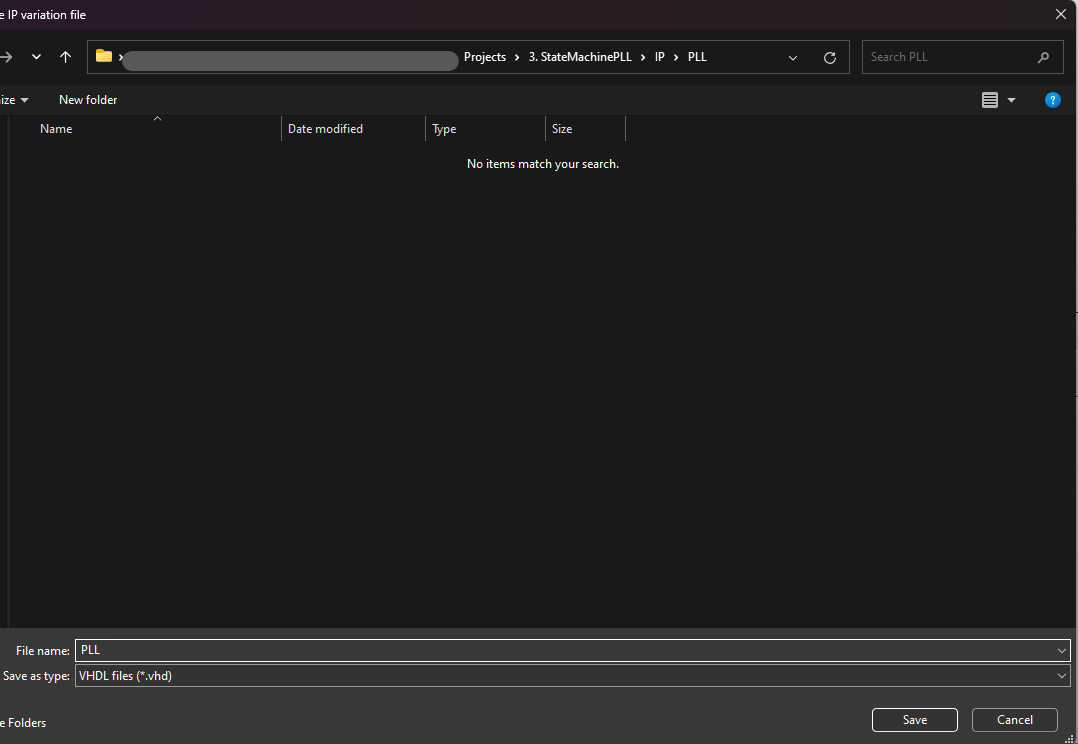 e IP variation file
Projects › 3. StateMachinePLL › IP › PLL
Search PLL
ize New folder
Name Date modified Type Size
No items match your search.
File name: PLL
Save as type: VHDL files (*.vhd)
e Folders Save Cancel